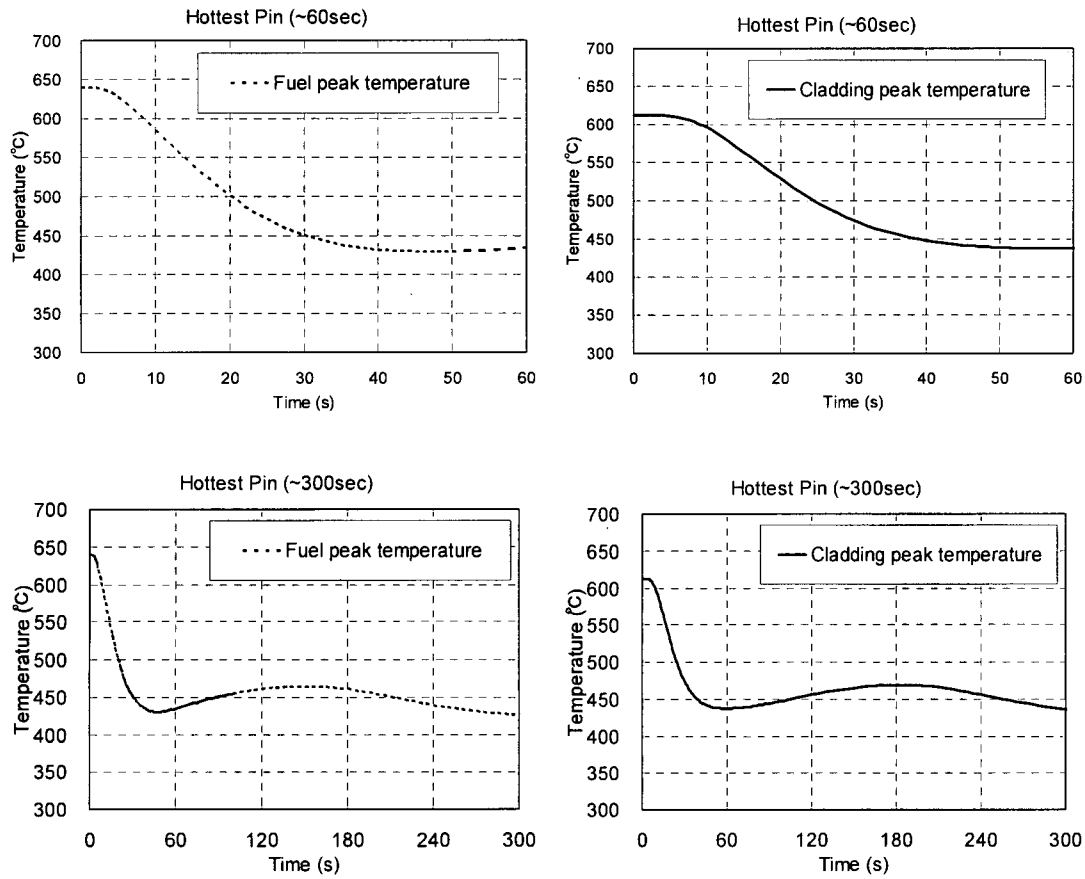 Hottest Pin (~60sec)
Temperature (°C)
700
650
600
550
500
450
400
350
300
Fuel peak temperature
0 10 20 30 40 50 60
Time (s)
Hottest Pin (~60sec)
Temperature (°C)
700
650
600
550
500
450
400
350
300
Cladding peak temperature
0 10 20 30 40 50 60
Time (s)
Hottest Pin (~300sec)
Temperature (°C)
700
650
600
550
500
450
400
350
300
Fuel peak temperature
0 60 120 180 240 300
Time (s)
Hottest Pin (~300sec)
Temperature (°C)
700
650
600
550
500
450
400
350
300
Cladding peak temperature
0 60 120 180 240 300
Time (s)